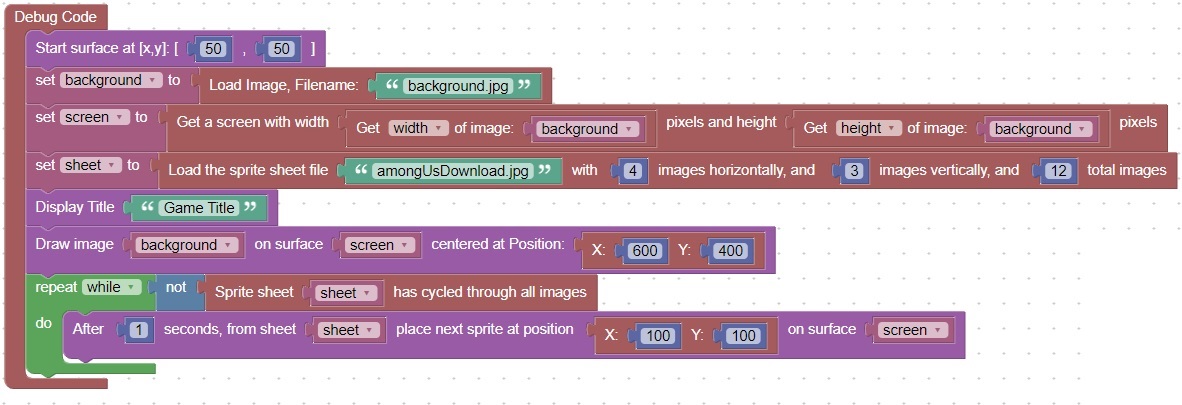 Debug Code
Start surface at [x,y]: [ 50 , 50 ]
set background to Load Image, Filename: “ background.jpg ”
set screen to Get a screen with width Get width of image: background pixels and height Get height of image: background pixels
set sheet to Load the sprite sheet file “ amongUsDownload.jpg ” with 4 images horizontally, and 3 images vertically, and 12 total images
Display Title “ Game Title ”
Draw image background on surface screen centered at Position: X: 600 Y: 400
repeat while not Sprite sheet sheet has cycled through all images
do After 1 seconds, from sheet sheet place next sprite at position X: 100 Y: 100 on surface screen